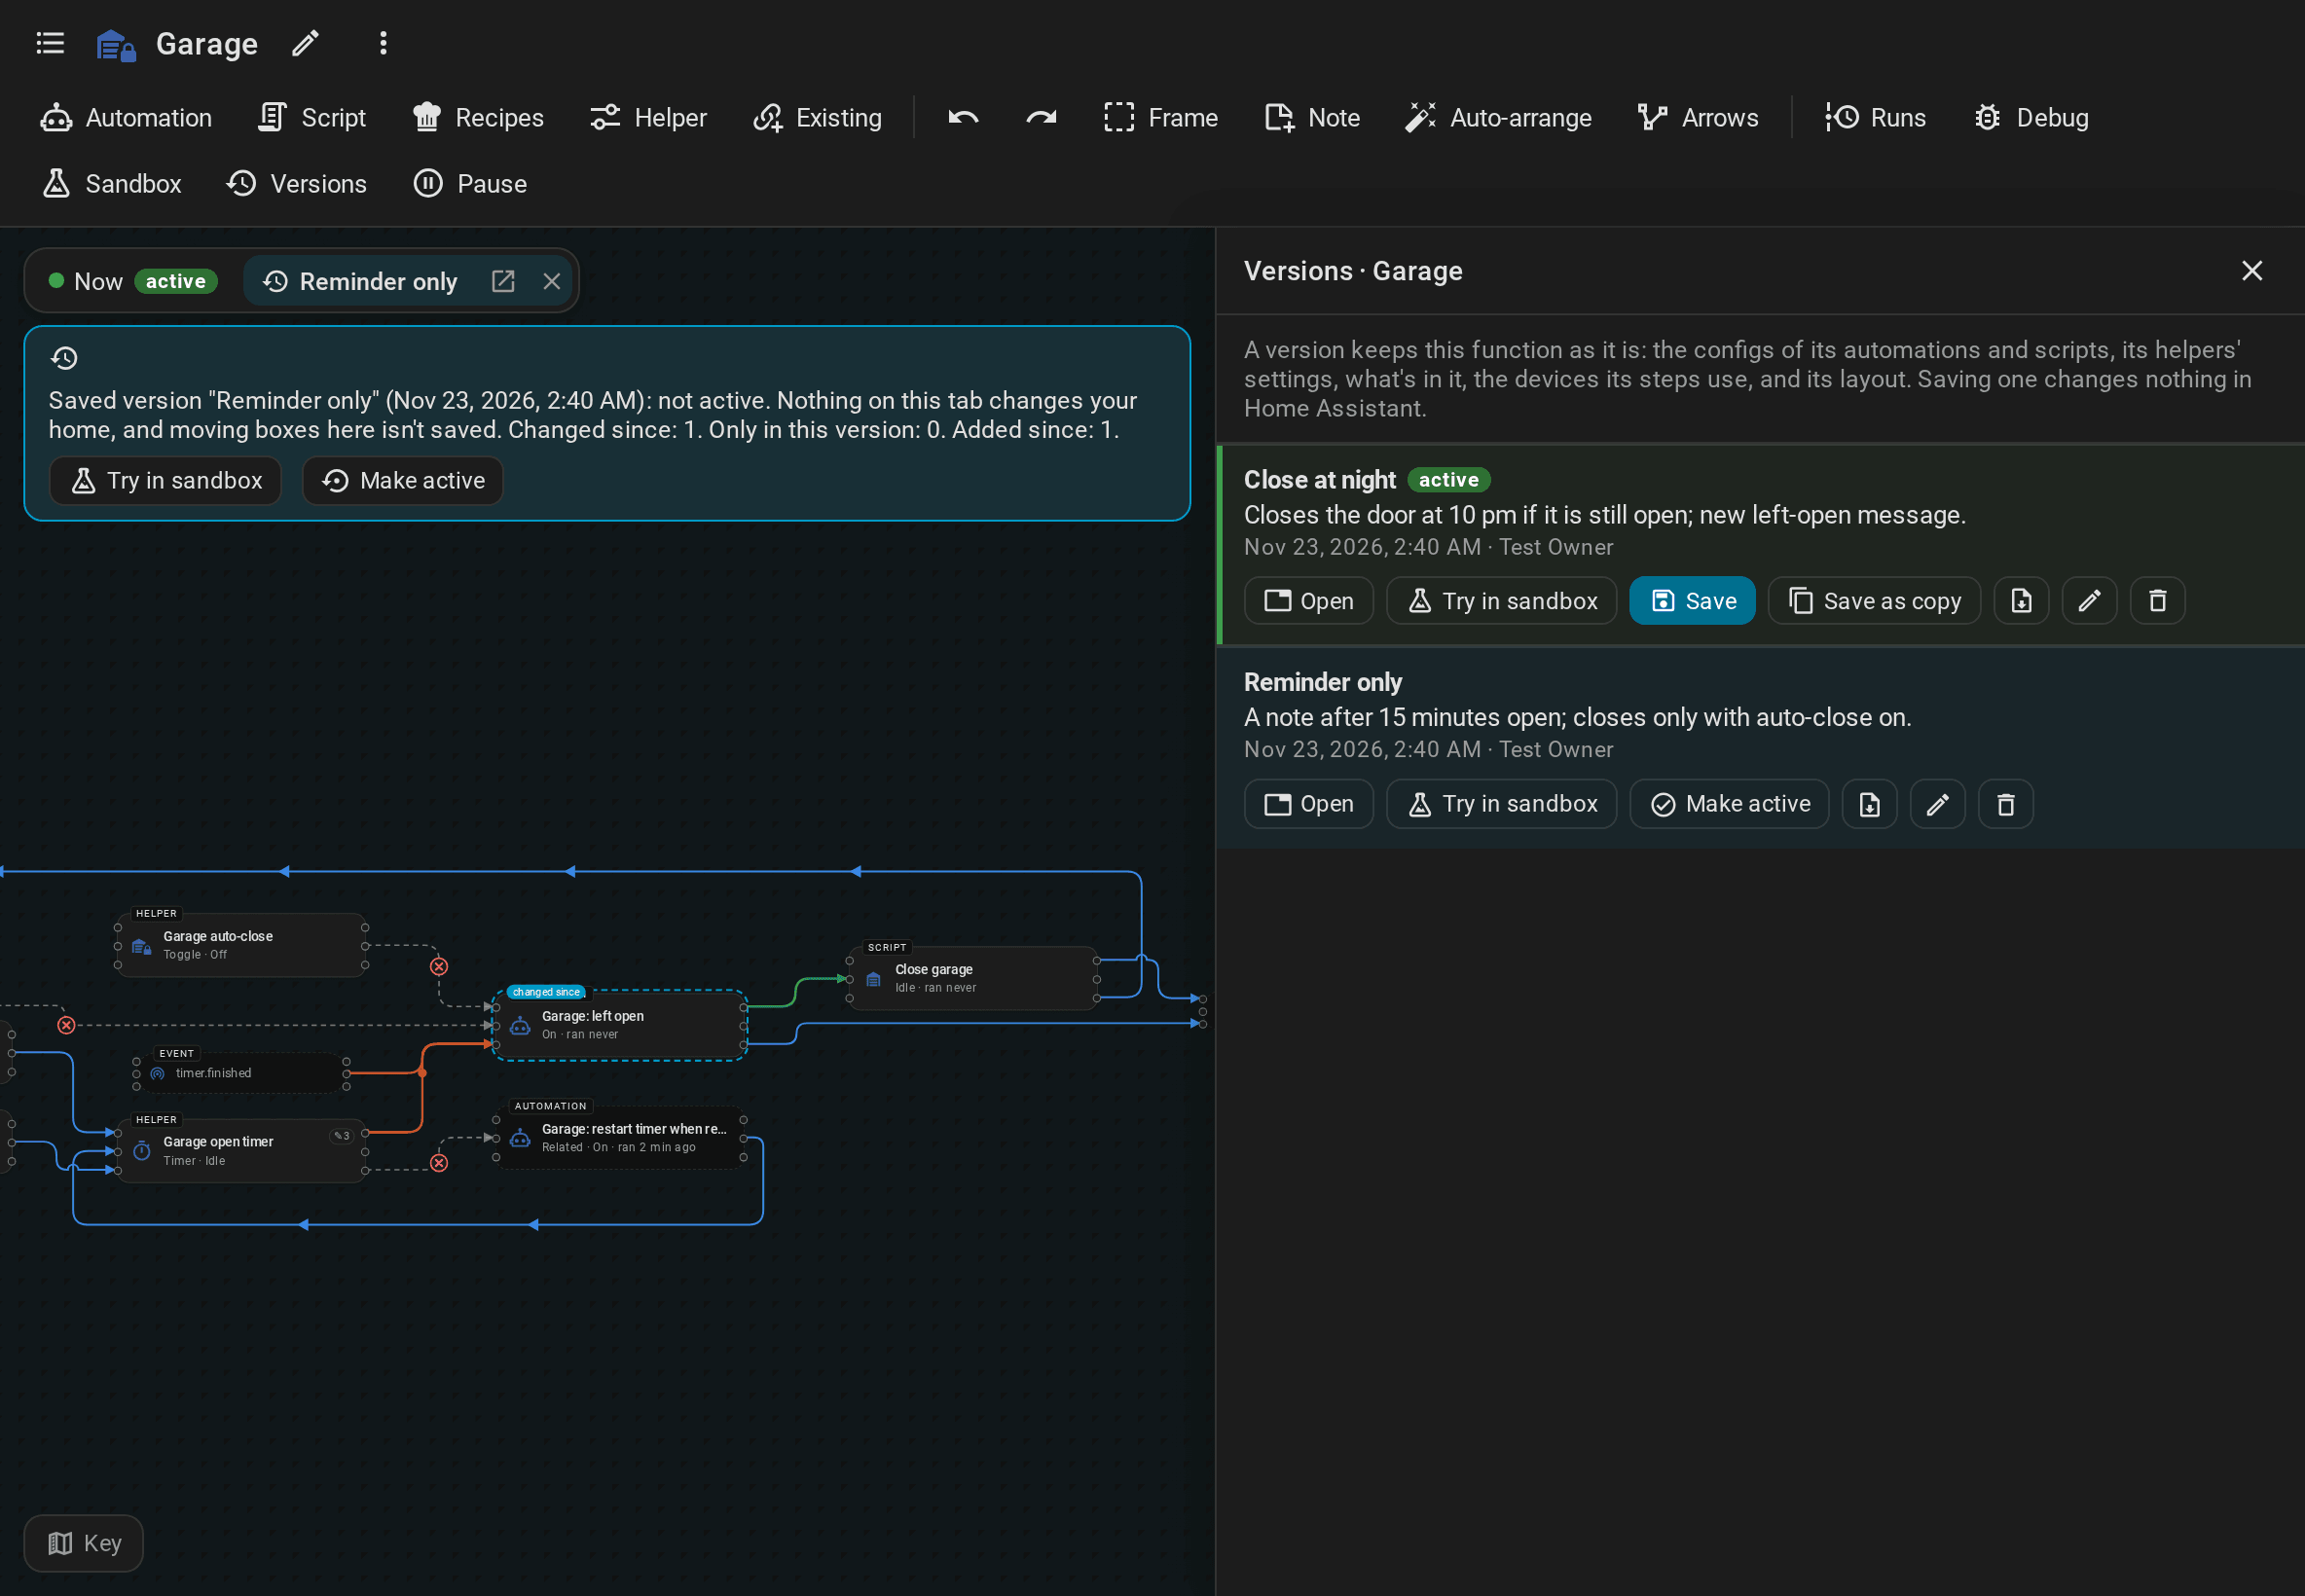 Garage
Automation Script Recipes Helper Existing Frame Note Auto-arrange Arrows Runs Debug
Sandbox Versions Pause
Now active Reminder only
Saved version "Reminder only" (Nov 23, 2026, 2:40 AM): not active. Nothing on this tab changes your
home, and moving boxes here isn't saved. Changed since: 1. Only in this version: 0. Added since: 1.
Try in sandbox Make active
HELPER
Garage auto-close
Toggle · Off
SCRIPT
Close garage
Idle · ran never
changed since
Garage: left open
On · ran never
EVENT
timer.finished
HELPER
Garage open timer
3
Timer · Idle
AUTOMATION
Garage: restart timer when re...
Related · On · ran 2 min ago
Key
Versions · Garage
A version keeps this function as it is: the configs of its automations and scripts, its helpers'
settings, what's in it, the devices its steps use, and its layout. Saving one changes nothing in
Home Assistant.
Close at night active
Closes the door at 10 pm if it is still open; new left-open message.
Nov 23, 2026, 2:40 AM · Test Owner
Open Try in sandbox Save Save as copy
Reminder only
A note after 15 minutes open; closes only with auto-close on.
Nov 23, 2026, 2:40 AM · Test Owner
Open Try in sandbox Make active